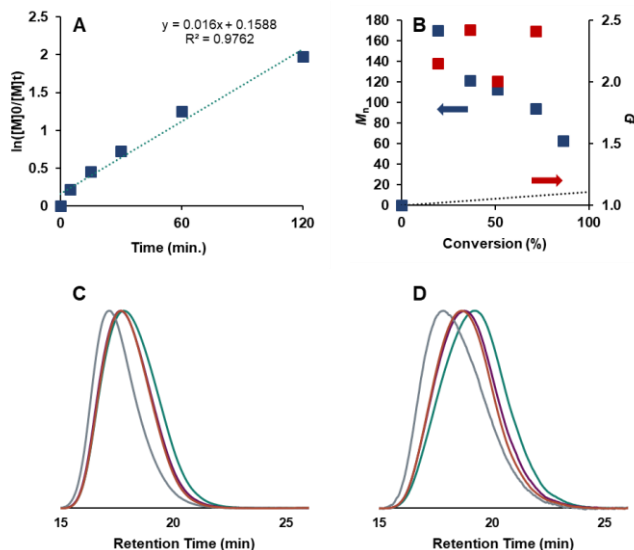 A
y = 0.016x + 0.1588
R² = 0.9762
ln([M]0/[M]t)
2.5
2
1.5
1
0.5
0
0
60
120
Time (min.)
B
Mn
180
160
140
120
100
80
60
40
20
0
2.5
2.0
1.5
1.0
Đ
0
50
100
Conversion (%)
C
15
20
25
Retention Time (min)
D
15
20
25
Retention Time (min)